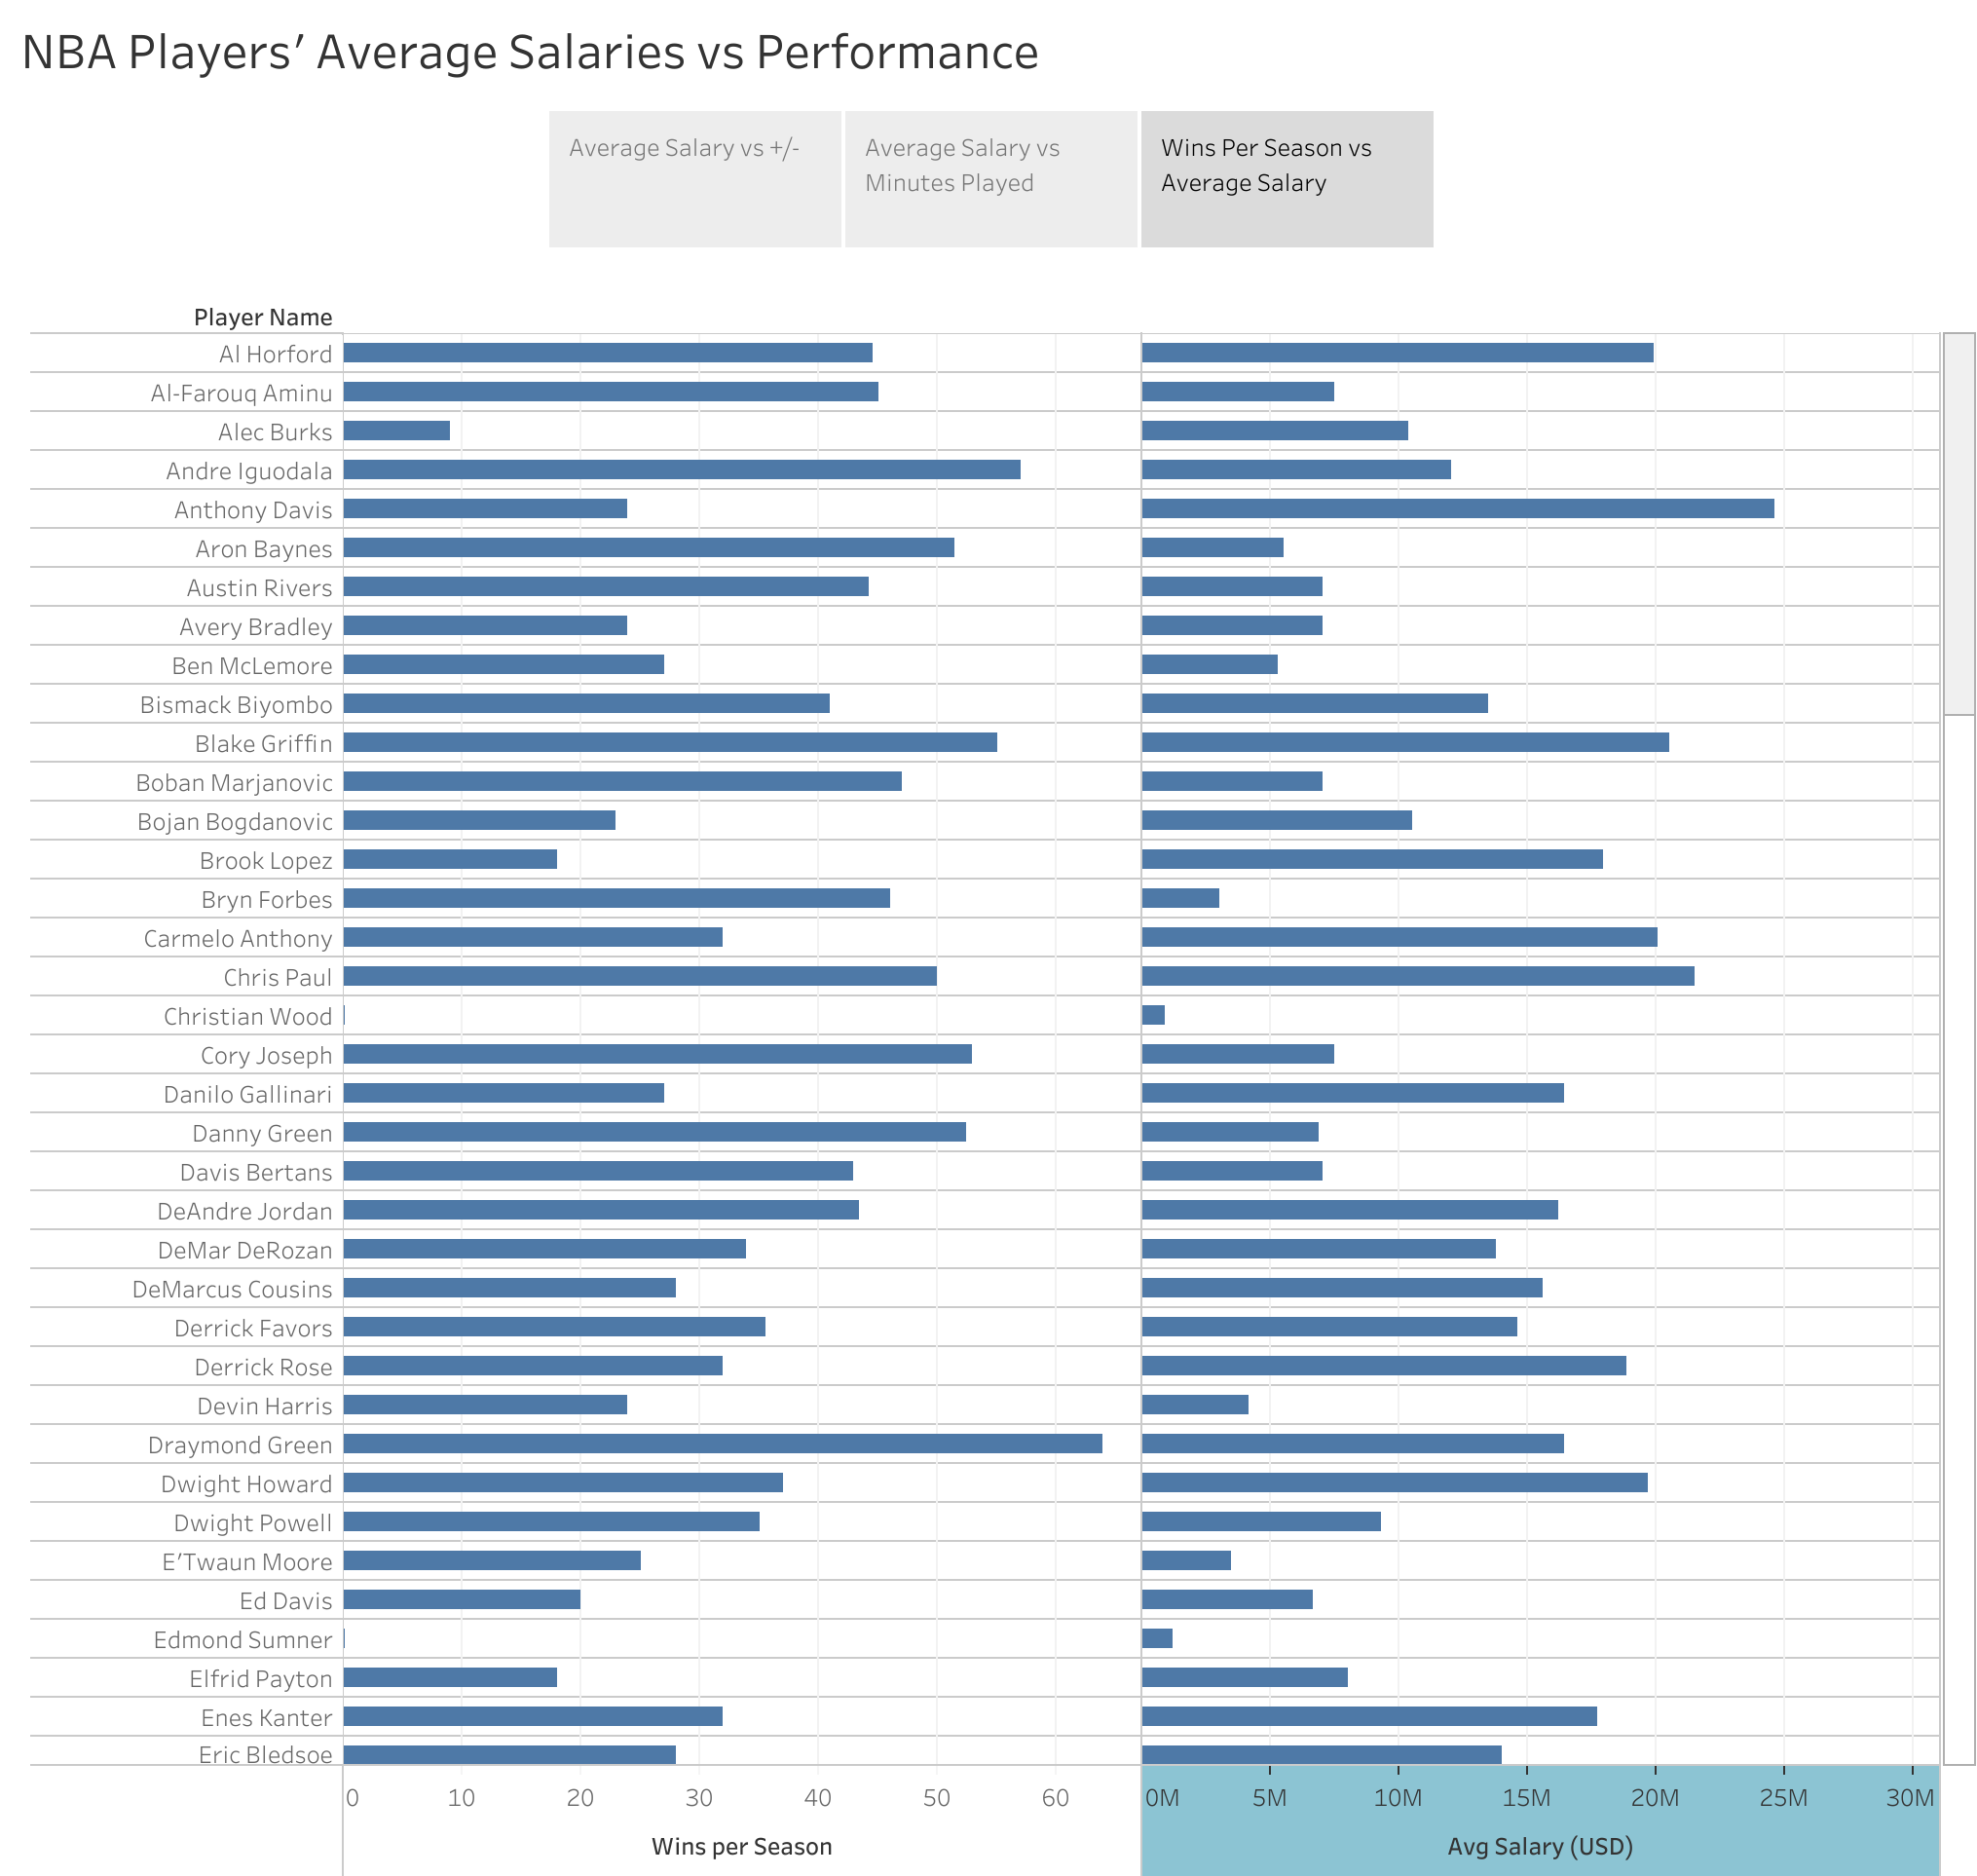 NBA Players’ Average Salaries vs Performance
Average Salary vs +/-
Average Salary vs
Minutes Played
Wins Per Season vs
Average Salary
Player Name
Al Horford
Al-Farouq Aminu
Alec Burks
Andre Iguodala
Anthony Davis
Aron Baynes
Austin Rivers
Avery Bradley
Ben McLemore
Bismack Biyombo
Blake Griffin
Boban Marjanovic
Bojan Bogdanovic
Brook Lopez
Bryn Forbes
Carmelo Anthony
Chris Paul
Christian Wood
Cory Joseph
Danilo Gallinari
Danny Green
Davis Bertans
DeAndre Jordan
DeMar DeRozan
DeMarcus Cousins
Derrick Favors
Derrick Rose
Devin Harris
Draymond Green
Dwight Howard
Dwight Powell
E’Twaun Moore
Ed Davis
Edmond Sumner
Elfrid Payton
Enes Kanter
Eric Bledsoe
0 10 20 30 40 50 60 0M 5M 10M 15M 20M 25M 30M
Wins per Season Avg Salary (USD)